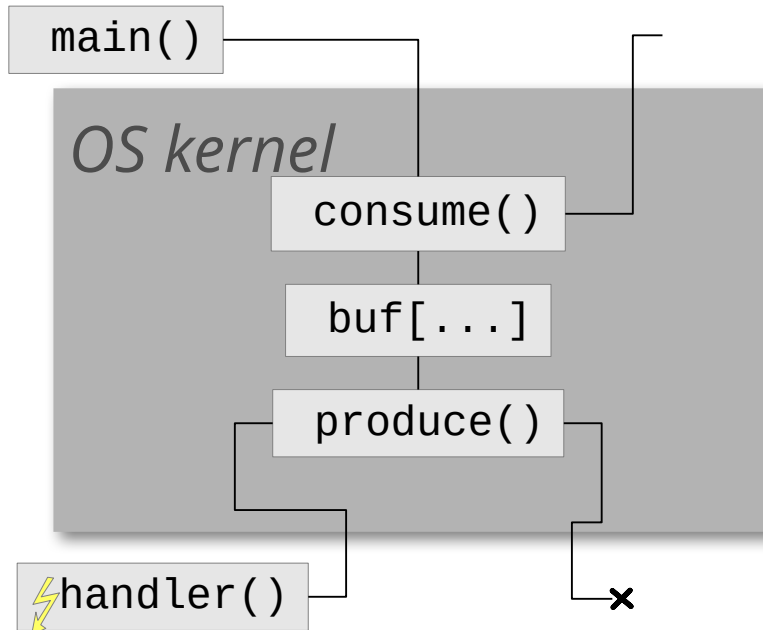 main()
OS kernel
consume()
buf[...]
produce()
handler()